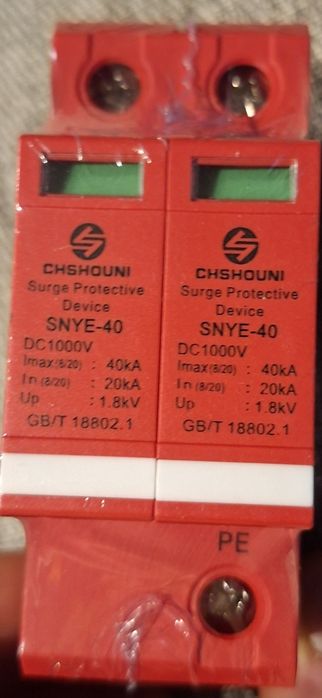 CHSHOUNI
Surge Protective
Device
SNYE-40
DC1000V
Imax(8/20) : 40kA
In(8/20) : 20kA
Up : 1.8kV
GB/T 18802.1
CHSHOUNI
Surge Protective
Device
SNYE-40
DC1000V
Imax(8/20) : 40kA
In(8/20) : 20kA
Up : 1.8kV
GB/T 18802.1
PE